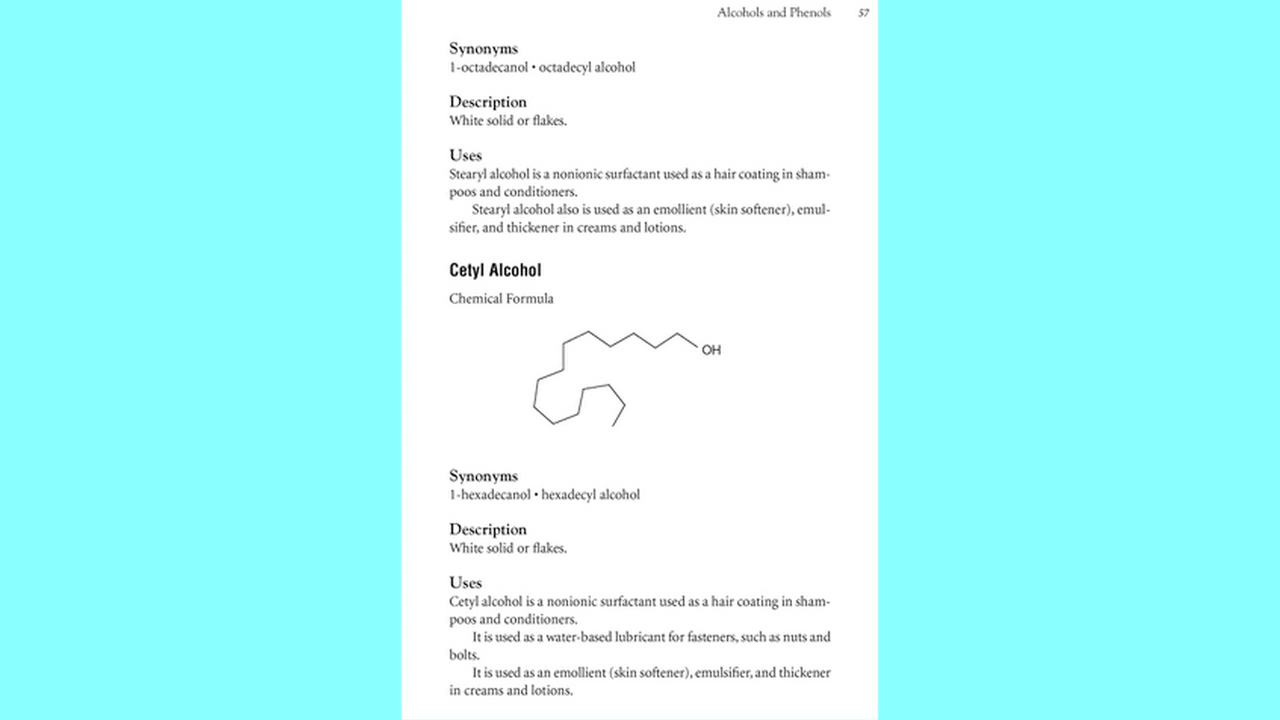 Alcohols and Phenols 57
Synonyms
1-octadecanol • octadecyl alcohol
Description
White solid or flakes.
Uses
Stearyl alcohol is a nonionic surfactant used as a hair coating in sham-
poos and conditioners.
Stearyl alcohol also is used as an emollient (skin softener), emul-
sifier, and thickener in creams and lotions.
Cetyl Alcohol
Chemical Formula
OH
Synonyms
1-hexadecanol • hexadecyl alcohol
Description
White solid or flakes.
Uses
Cetyl alcohol is a nonionic surfactant used as a hair coating in sham-
poos and conditioners.
It is used as a water-based lubricant for fasteners, such as nuts and
bolts.
It is used as an emollient (skin softener), emulsifier, and thickener
in creams and lotions.